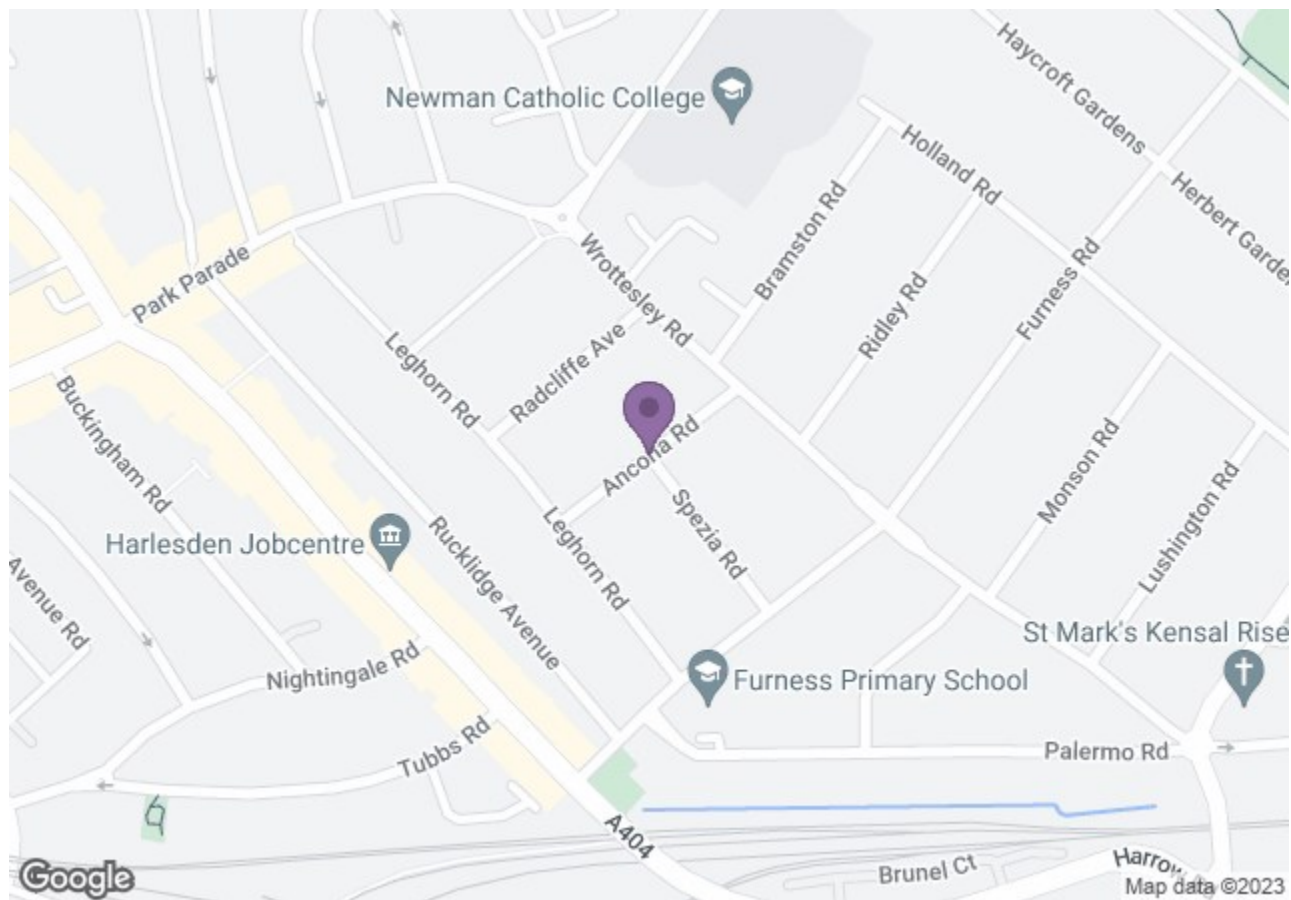 Haycroft Gardens
Newman Catholic College
Holland Rd
Herbert Garden
Bramston Rd
Park Parade
Wrottesley Rd
Ridley Rd
Furness Rd
Leghorn Rd
Radcliffe Ave
Buckingham Rd
Ancona Rd
Monson Rd
Spezia Rd
Lushington Rd
Harlesden Jobcentre
Rucklidge Avenue
Leghorn Rd
Avenue Rd
St Mark's Kensal Rise
Nightingale Rd
Furness Primary School
Tubbs Rd
Palermo Rd
A404
Brunel Ct
Harrow
Google
Map data ©2023